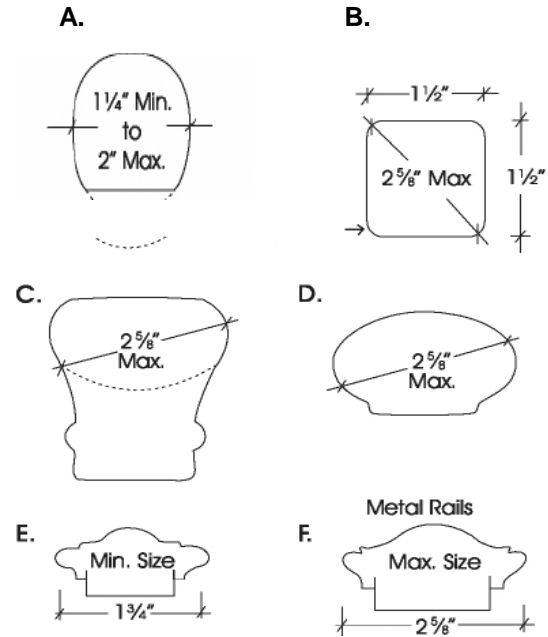 A.
B.
1¼" Min.
to
2" Max.
1½"
2⅝" Max
1½"
C.
2⅝"
Max.
D.
2⅝"
Max.
Metal Rails
E.
Min. Size
1¾"
F.
Max. Size
2⅝"